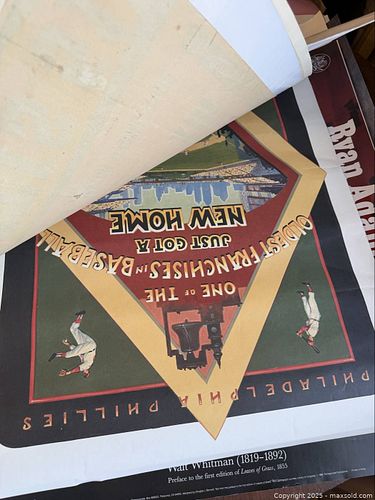 PHILADELPHIA PHILLIES
ONE OF THE
OLDEST FRANCHISES IN BASEBALL
JUST GOT A
NEW HOME
Ryan Adam
Walt Whitman (1819–1892)
Preface to the first edition of Leaves of Grass, 1855
Copyright © 2025 - maxsold.com